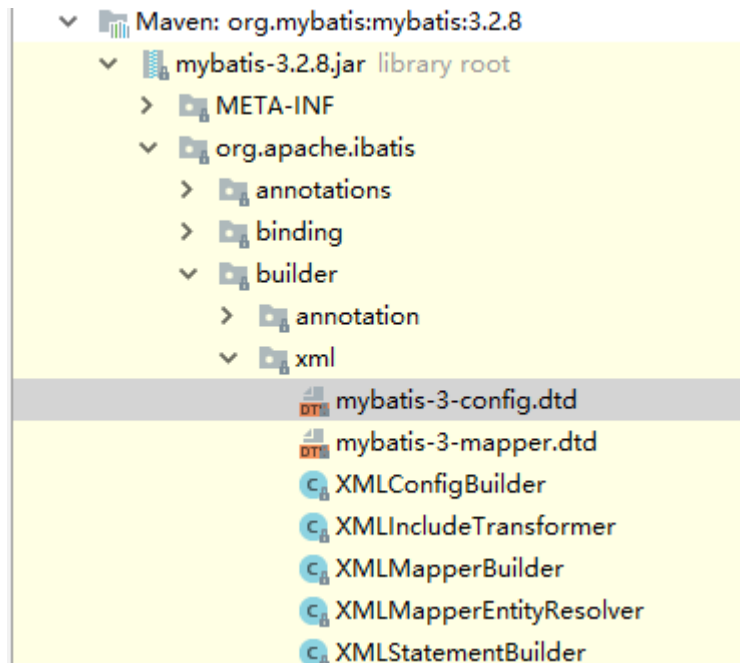 Maven: org.mybatis:mybatis:3.2.8
mybatis-3.2.8.jar library root
META-INF
org.apache.ibatis
annotations
binding
builder
annotation
xml
mybatis-3-config.dtd
mybatis-3-mapper.dtd
XMLConfigBuilder
XMLIncludeTransformer
XMLMapperBuilder
XMLMapperEntityResolver
XMLStatementBuilder